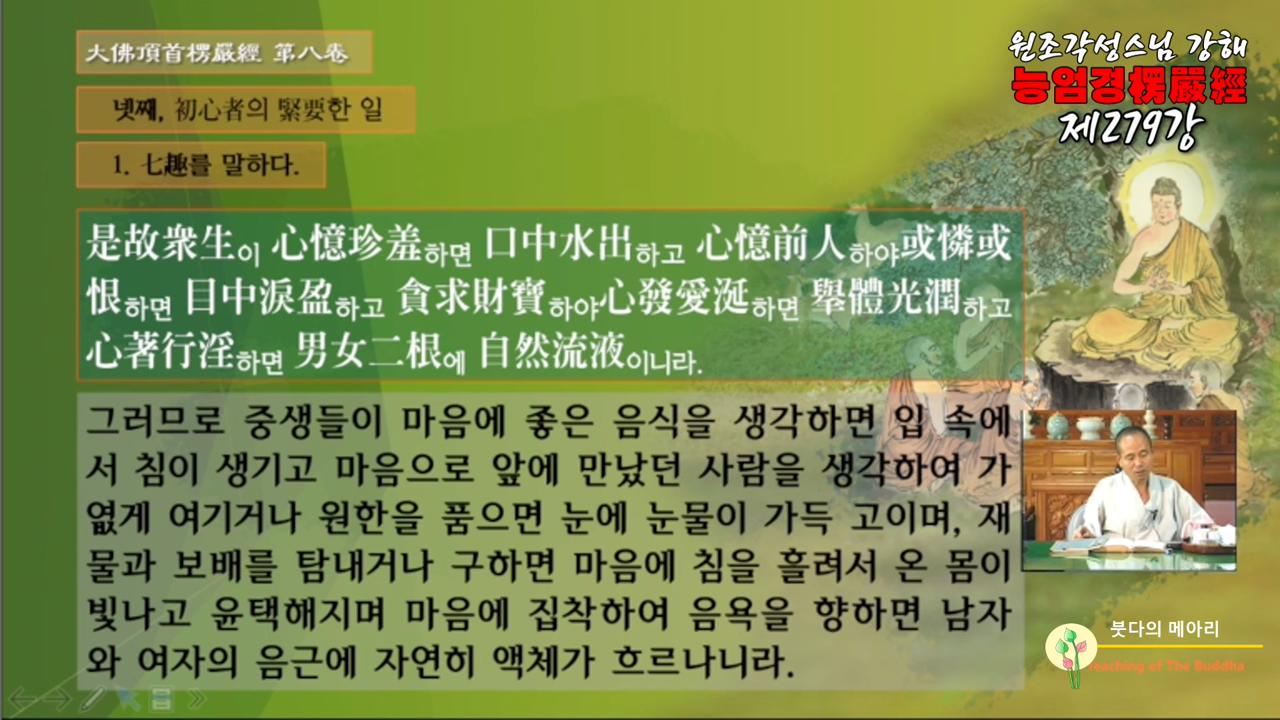 大佛頂首楞嚴經 第八卷
넷째, 初心者의 緊要한 일
1. 七趣를 말하다.
是故衆生이 心憶珍羞하면 口中水出하고 心憶前人하야或憐或
恨하면 目中淚盈하고 貪求財寶하야心發愛涎하면 擧體光潤하고
心著行淫하면 男女二根에 自然流液이니라.
그러므로 중생들이 마음에 좋은 음식을 생각하면 입 속에
서 침이 생기고 마음으로 앞에 만났던 사람을 생각하여 가
엾게 여기거나 원한을 품으면 눈에 눈물이 가득 고이며, 재
물과 보배를 탐내거나 구하면 마음에 침을 흘려서 온 몸이
빛나고 윤택해지며 마음에 집착하여 음욕을 향하면 남자
와 여자의 음근에 자연히 액체가 흐르나니라.
원조각성스님 강해
능엄경楞嚴經
제279강
붓다의 메아리
Teaching of The Buddha